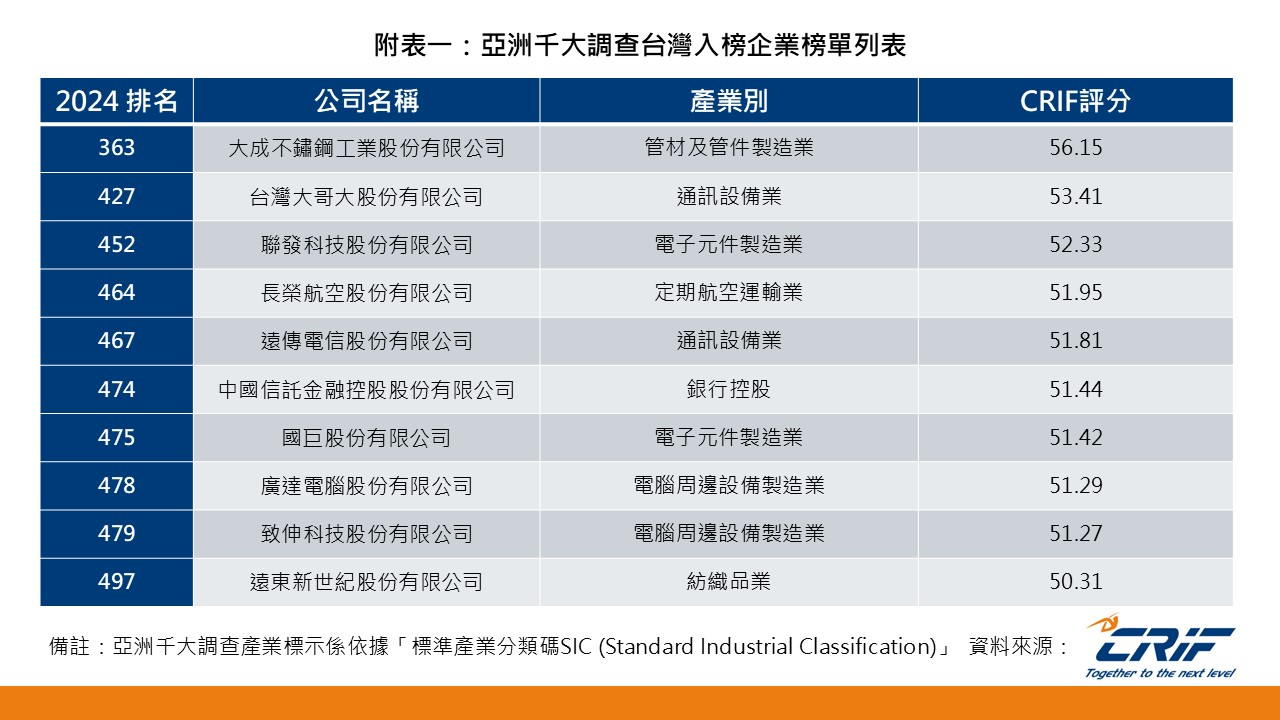 附表一：亞洲千大調查台灣入榜企業榜單列表
2024 排名 公司名稱 產業別 CRIF評分
363 大成不鏽鋼工業股份有限公司 管材及管件製造業 56.15
427 台灣大哥大股份有限公司 通訊設備業 53.41
452 聯發科技股份有限公司 電子元件製造業 52.33
464 長榮航空股份有限公司 定期航空運輸業 51.95
467 遠傳電信股份有限公司 通訊設備業 51.81
474 中國信託金融控股股份有限公司 銀行控股 51.44
475 國巨股份有限公司 電子元件製造業 51.42
478 廣達電腦股份有限公司 電腦周邊設備製造業 51.29
479 致伸科技股份有限公司 電腦周邊設備製造業 51.27
497 遠東新世紀股份有限公司 紡織品業 50.31
備註：亞洲千大調查產業標示係依據「標準產業分類碼SIC (Standard Industrial Classification)」 資料來源：
CRIF
Together to the next level